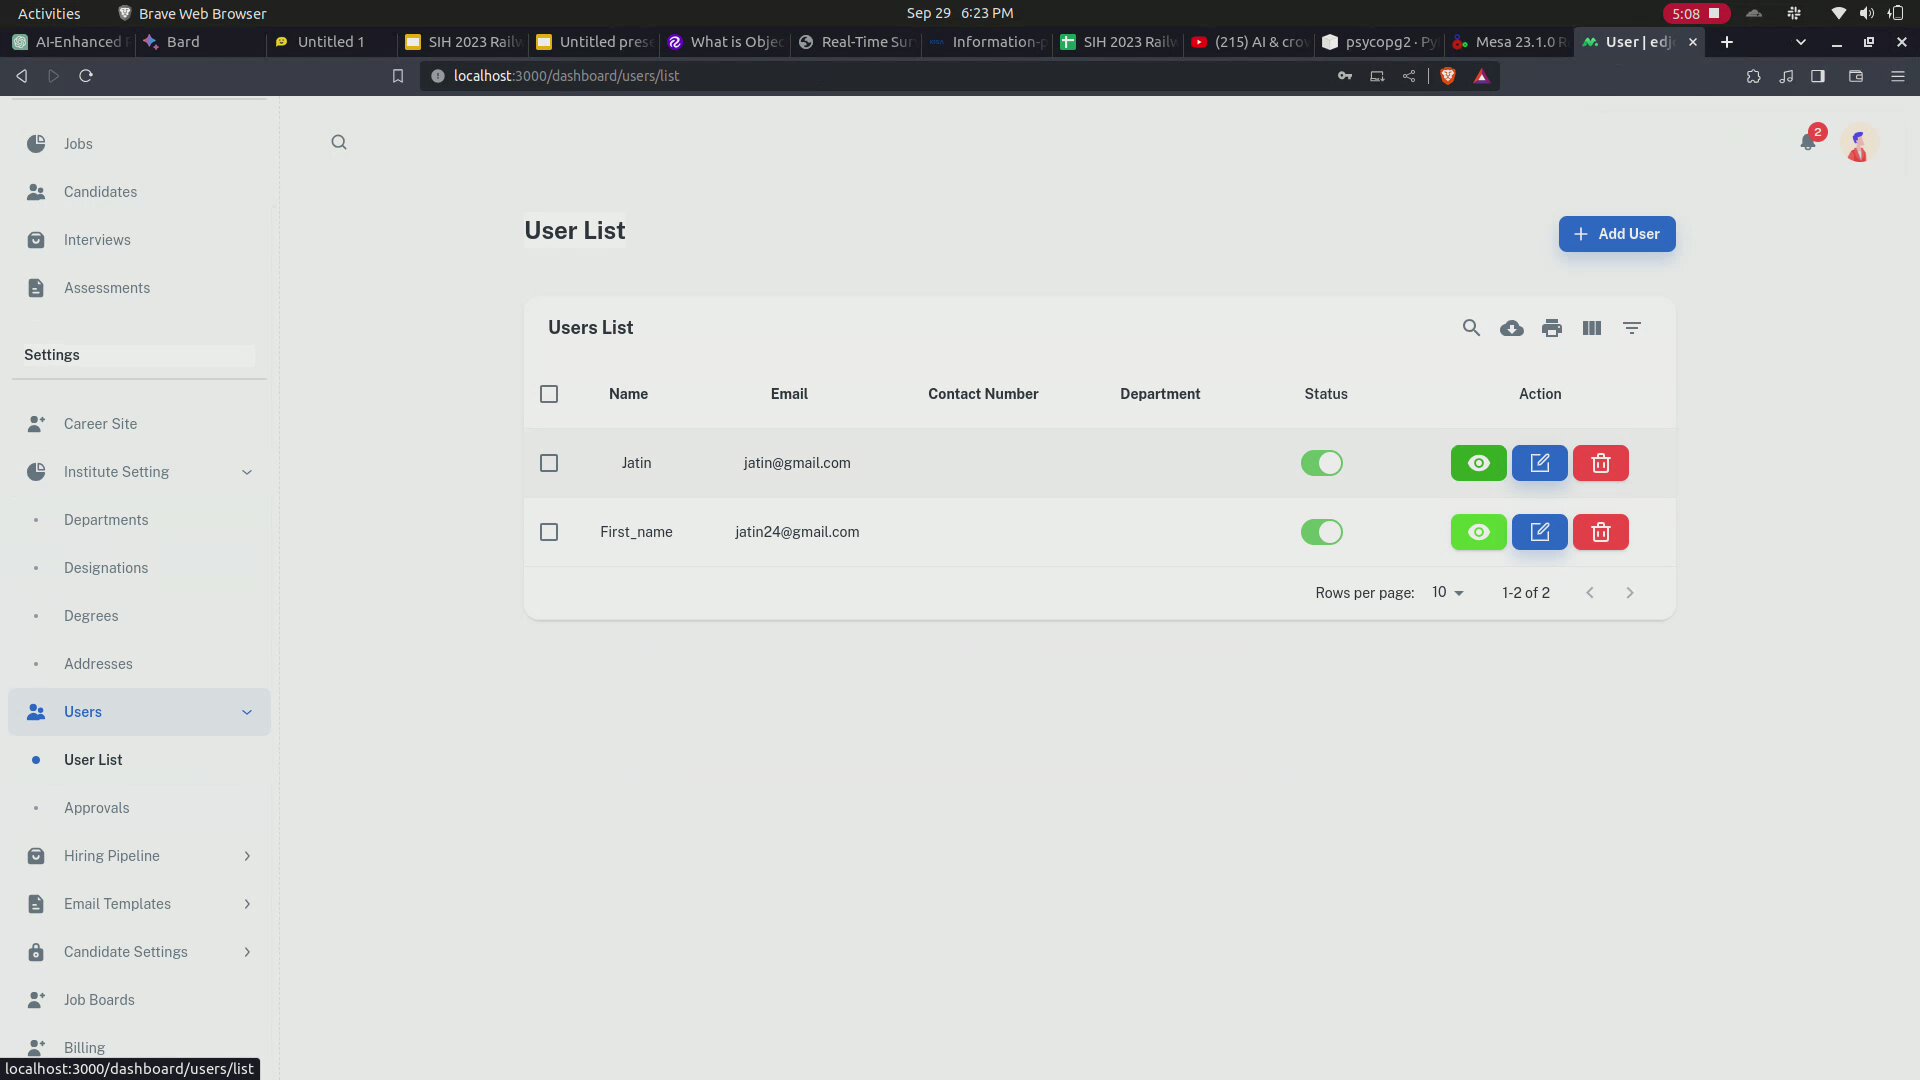 Activities
Brave Web Browser
Sep 29 6:23 PM
5:08
AI-Enhanced
Bard
Untitled 1
SIH 2023 Railw
Untitled prese
What is Objec
Real-Time Sur
Information-p
SIH 2023 Railw
(215) AI & cro
psycopg2 · Py
Mesa 23.1.0 R
User | edj
localhost:3000/dashboard/users/list
Jobs
Candidates
Interviews
Assessments
Settings
Career Site
Institute Setting
Departments
Designations
Degrees
Addresses
Users
User List
Approvals
Hiring Pipeline
Email Templates
Candidate Settings
Job Boards
Billing
localhost:3000/dashboard/users/list
2
User List
Add User
Users List
Name Email Contact Number Department Status Action
Jatin jatin@gmail.com
First_name jatin24@gmail.com
Rows per page: 10 1-2 of 2